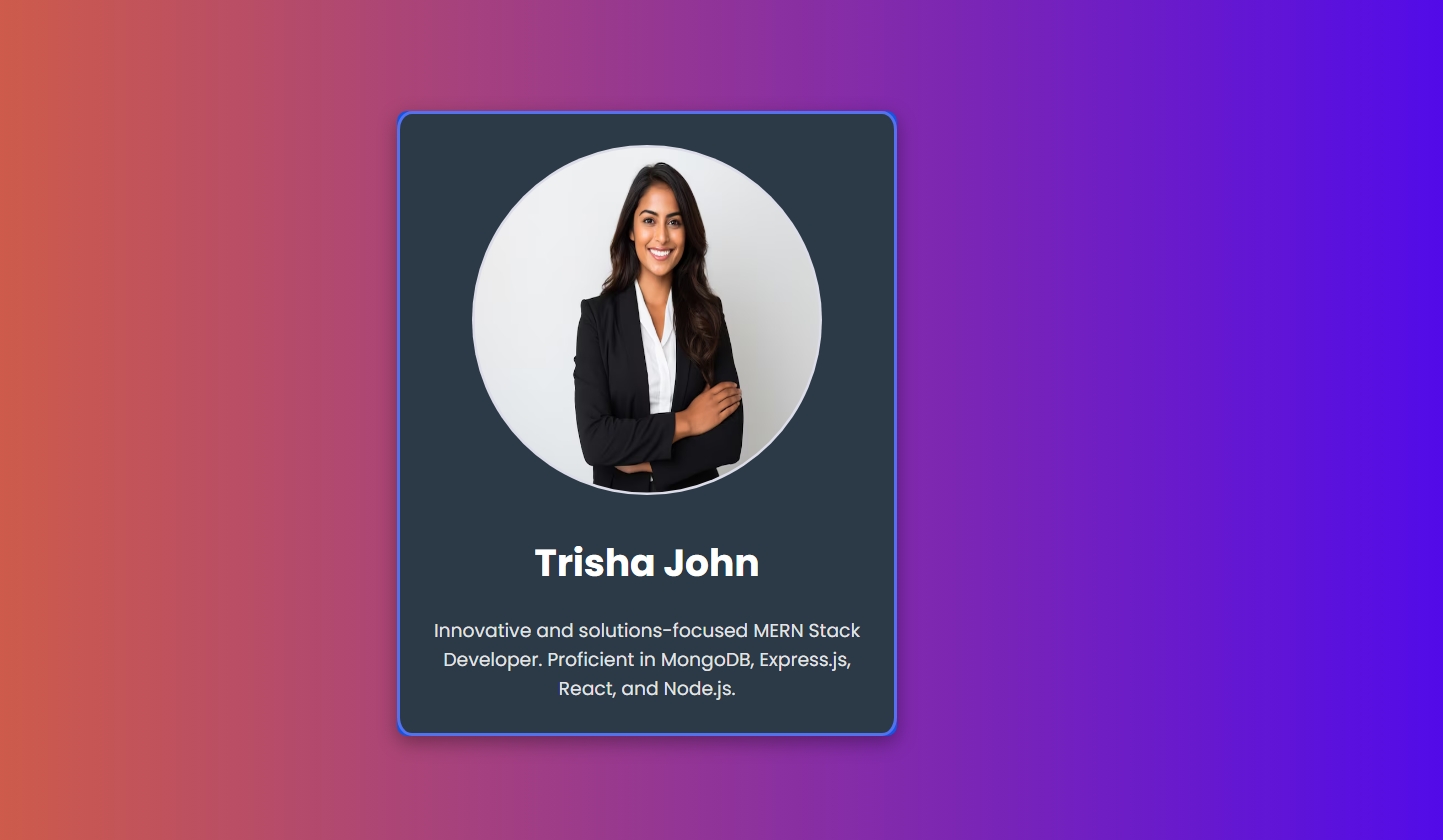 Trisha John
Innovative and solutions-focused MERN Stack
Developer. Proficient in MongoDB, Express.js,
React, and Node.js.